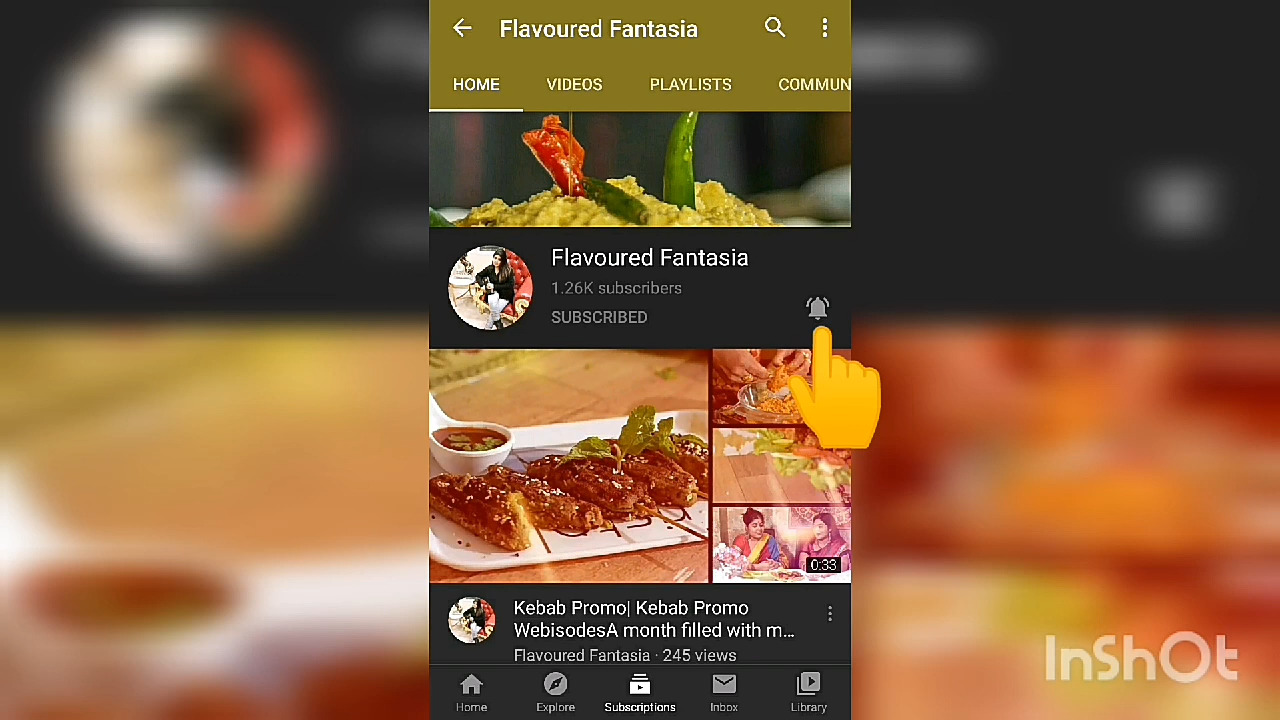 Flavoured Fantasia
HOME VIDEOS PLAYLISTS COMMUN
Flavoured Fantasia
1.26K subscribers
SUBSCRIBED
0:33
Kebab Promo| Kebab Promo
WebisodesA month filled with m...
Flavoured Fantasia · 245 views
Home Explore Subscriptions Inbox Library
InShOt